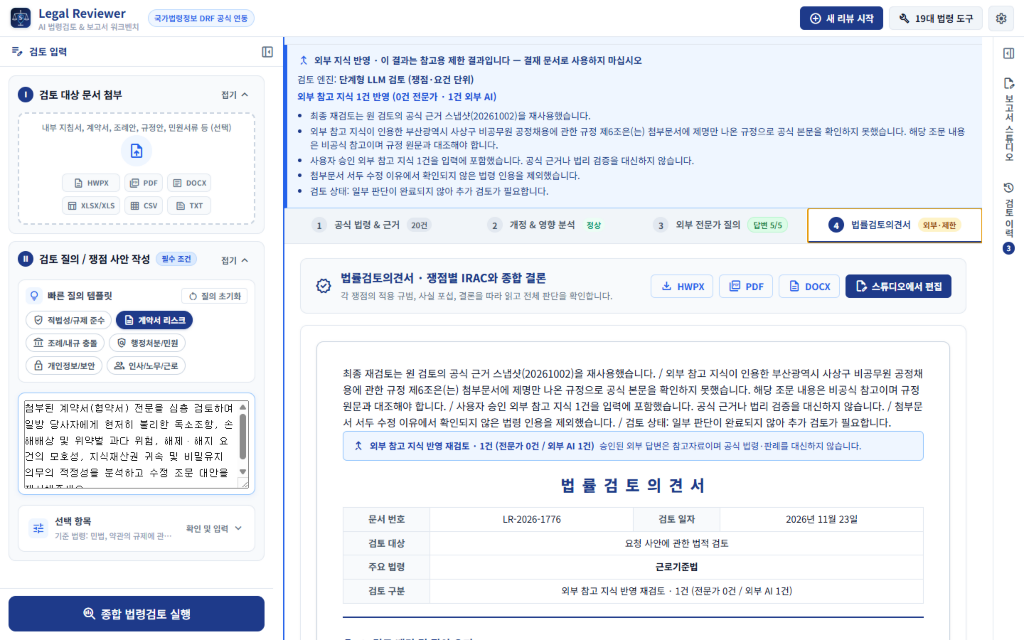 Legal Reviewer
AI 법령검토 & 보고서 워크벤치
국가법령정보 DRF 공식 연동
새 리뷰 시작
19대 법령 도구
검토 입력
I 검토 대상 문서 첨부
접기
내부 지침서, 계약서, 조례안, 규정안, 민원서류 등 (선택)
HWPX
PDF
DOCX
XLSX/XLS
CSV
TXT
II 검토 질의 / 쟁점 사안 작성
필수 조건
접기
빠른 질의 템플릿
질의 초기화
적법성/규제 준수
계약서 리스크
조례/내규 충돌
행정처분/민원
개인정보/보안
인사/노무/근로
첨부된 계약서(협약서) 전문을 심층 검토하며
일방 당사자에게 현저히 불리한 독소조항, 손
해배상 및 위약벌 과다 위험, 해제·해지 요
건의 모호성, 지식재산권 귀속 및 비밀유지
의무의 적정성을 분석하고 수정 조문 대안을
선택 항목
기준 법령: 민법, 약관의 규제에 관…
확인 및 입력
종합 법령검토 실행
외부 지식 반영 · 이 결과는 참고용 제한 결과입니다 — 결재 문서로 사용하지 마십시오
검토 엔진: 단계형 LLM 검토 (쟁점·요건 단위)
외부 참고 지식 1건 반영 (0건 전문가 · 1건 외부 AI)
최종 재검토는 원 검토의 공식 근거 스냅샷(20261002)을 재사용했습니다.
외부 참고 지식이 인용한 부산광역시 사상구 비공무원 공정채용에 관한 규정 제6조은(는) 첨부문서에 제명만 나온 규정으로 공식 본문을 확인하지 못했습니다. 해당 조문 내용
은 비공식 참고이며 규정 원문과 대조해야 합니다.
사용자 승인 외부 참고 지식 1건을 입력에 포함했습니다. 공식 근거나 법리 검증을 대신하지 않습니다.
첨부문서 서두 수정 이유에서 확인되지 않은 법령 인용을 제외했습니다.
검토 상태: 일부 판단이 완료되지 않아 추가 검토가 필요합니다.
1 공식 법령 & 근거 20건
2 개정 & 영향 분석 정상
3 외부 전문가 질의 답변 5/5
4 법률검토의견서 외부·제한
법률검토의견서 · 쟁점별 IRAC와 종합 결론
각 쟁점의 적용 규범, 사실 포섭, 결론을 따라 읽고 전체 판단을 확인합니다.
HWPX
PDF
DOCX
스튜디오에서 편집
최종 재검토는 원 검토의 공식 근거 스냅샷(20261002)을 재사용했습니다. / 외부 참고 지식이 인용한 부산광역시 사상구 비공무원 공정채
용에 관한 규정 제6조은(는) 첨부문서에 제명만 나온 규정으로 공식 본문을 확인하지 못했습니다. 해당 조문 내용은 비공식 참고이며 규정
원문과 대조해야 합니다. / 사용자 승인 외부 참고 지식 1건을 입력에 포함했습니다. 공식 근거나 법리 검증을 대신하지 않습니다. / 첨부문
서 서두 수정 이유에서 확인되지 않은 법령 인용을 제외했습니다. / 검토 상태: 일부 판단이 완료되지 않아 추가 검토가 필요합니다.
외부 참고 지식 반영 재검토 · 1건 (전문가 0건 / 외부 AI 1건) 승인된 외부 답변은 참고자료이며 공식 법령·판례를 대신하지 않습니다.
법 률 검 토 의 견 서
문서 번호 LR-2026-1776 검토 일자 2026년 11월 23일
검토 대상 요청 사안에 관한 법적 검토
주요 법령 근로기준법
검토 구분 외부 참고 지식 반영 재검토 · 1건 (전문가 0건 / 외부 AI 1건)
보고서 스튜디오
검토 이력
3